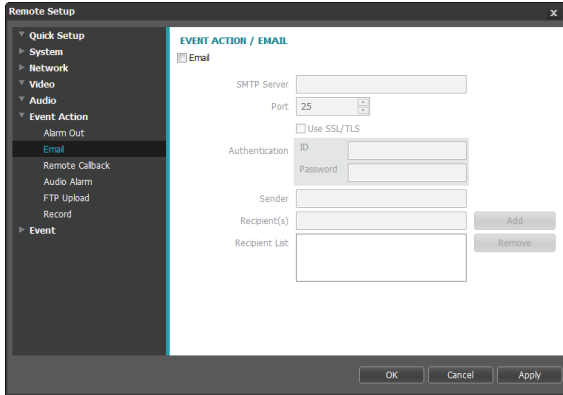 Remote Setup
x
Quick Setup
System
Network
Video
Audio
Event Action
Alarm Out
Email
Remote Callback
Audio Alarm
FTP Upload
Record
Event
EVENT ACTION / EMAIL
Email
SMTP Server
Port 25
Use SSL/TLS
Authentication ID
Password
Sender
Recipient(s) Add
Recipient List Remove
OK Cancel Apply